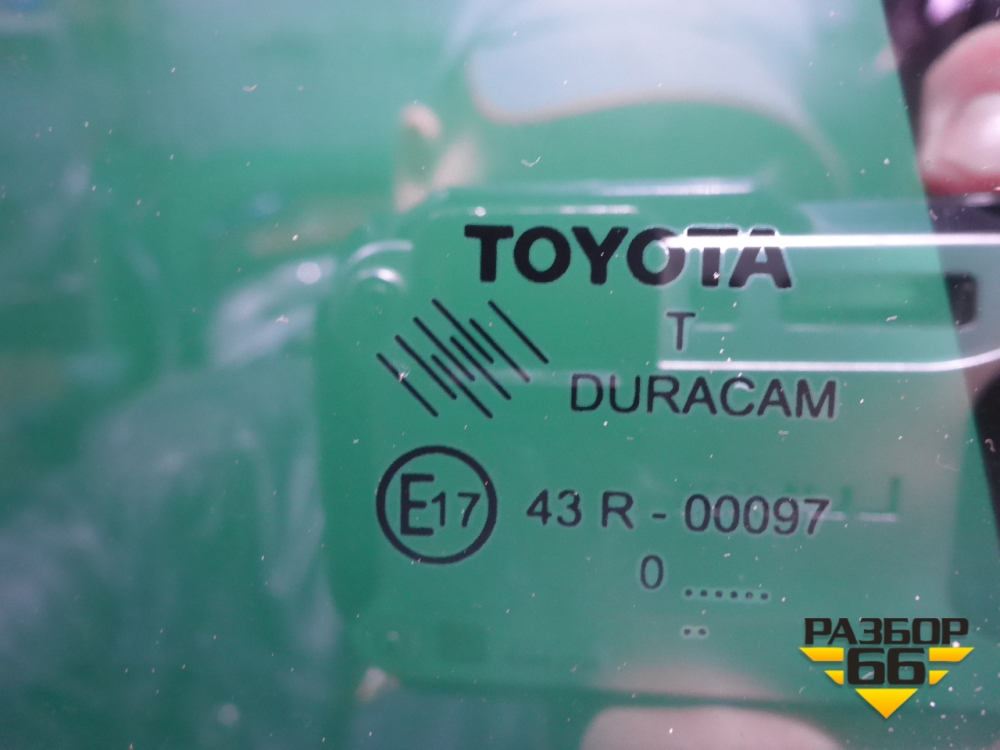 TOYOTA
T
DURACAM
E17 43 R - 00097
0 ......
..
РАЗБОР
66